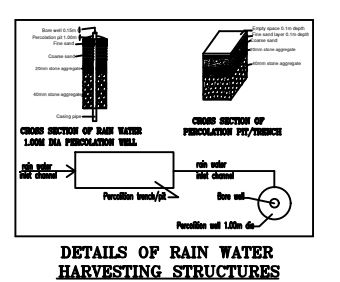 Bore well 0.15m
Percolation pit 1.00m
Fine sand
Coarse sand
20mm stone aggregate
40mm stone aggregate
Casing pipe
CROSS SECTION OF RAIN WATER
1.00M DIA PERCOLATION WELL
Empty space 0.1m depth
Fine sand layer 0.1m depth
Coarse sand
20mm stone aggregate
40mm stone aggregate
CROSS SECTION OF
PERCOLATION PIT/TRENCH
rain water
inlet channel
Percolation trench/pit
rain water
inlet channel
Bore well
Percolation well 1.00m dia
DETAILS OF RAIN WATER
HARVESTING STRUCTURES